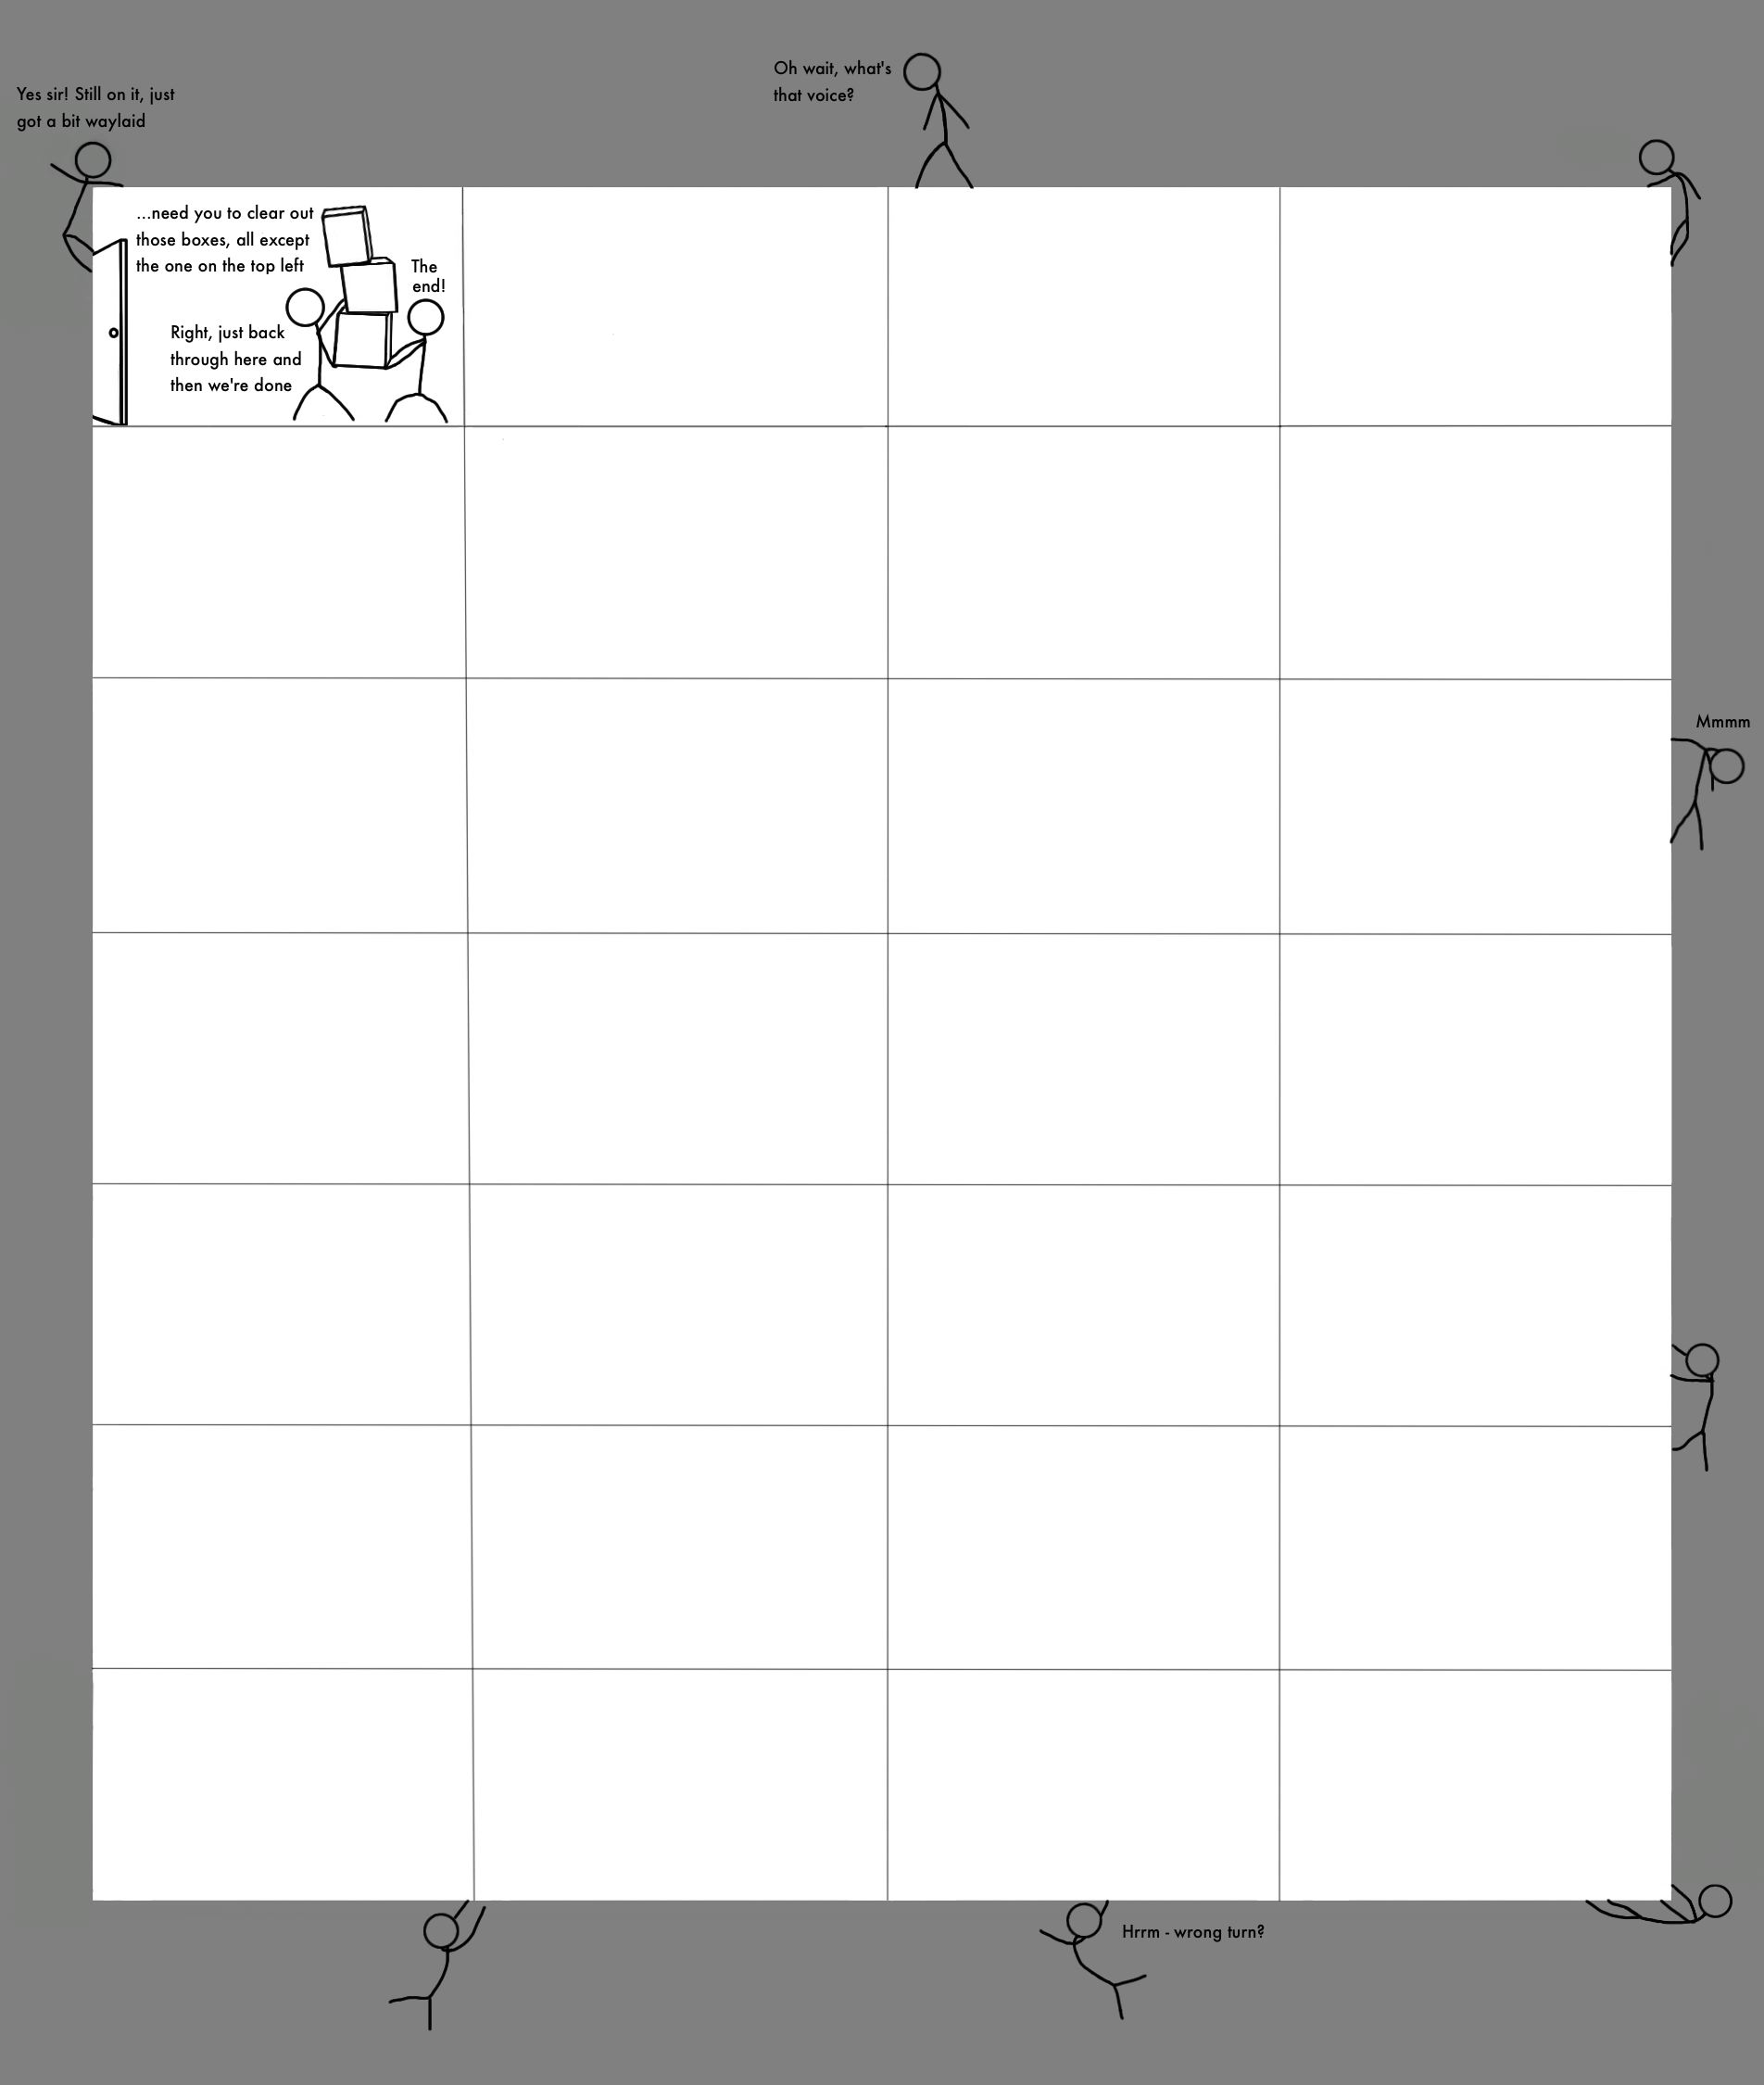 Oh wait, what's
that voice?
Yes sir! Still on it, just
got a bit waylaid
...need you to clear out
those boxes, all except
the one on the top left
The
end!
Right, just back
through here and
then we're done
Mmmm
Hrrm - wrong turn?